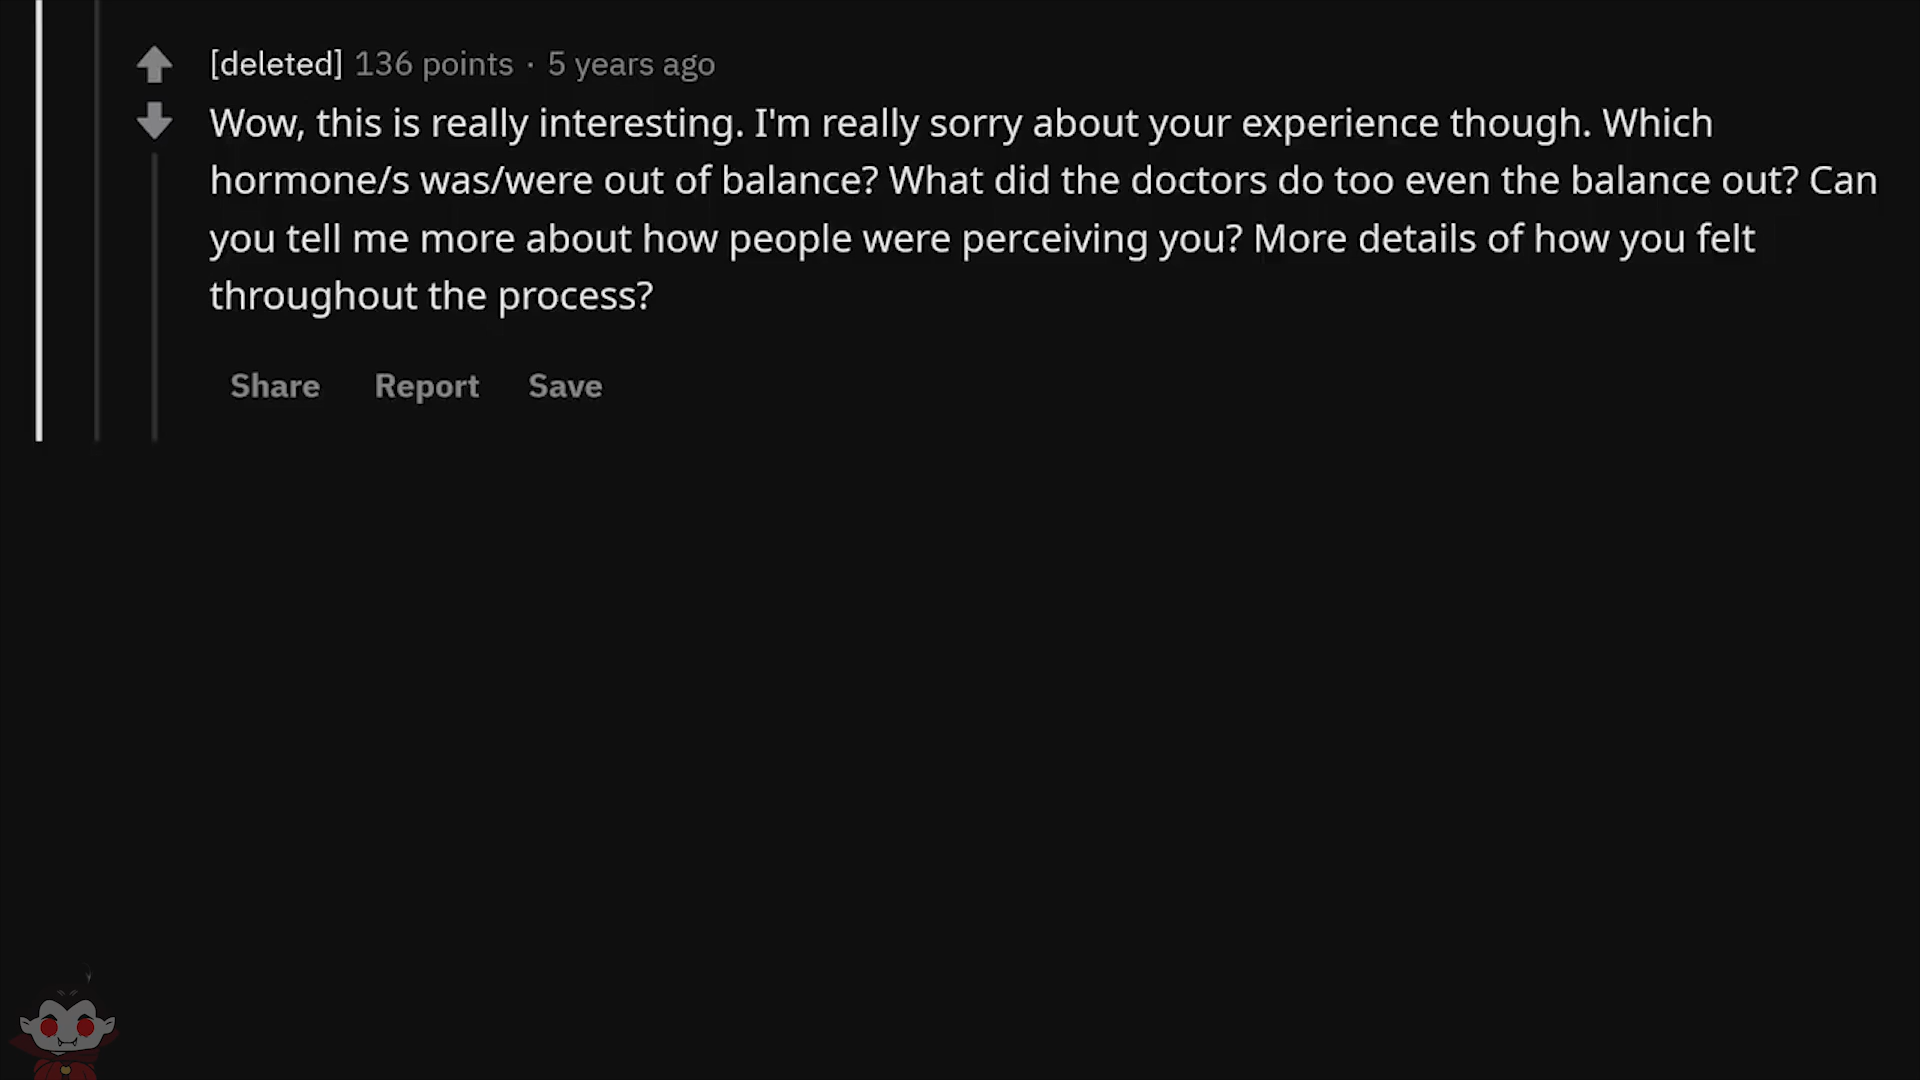 [deleted] 136 points · 5 years ago
Wow, this is really interesting. I'm really sorry about your experience though. Which
hormone/s was/were out of balance? What did the doctors do too even the balance out? Can
you tell me more about how people were perceiving you? More details of how you felt
throughout the process?
Share Report Save